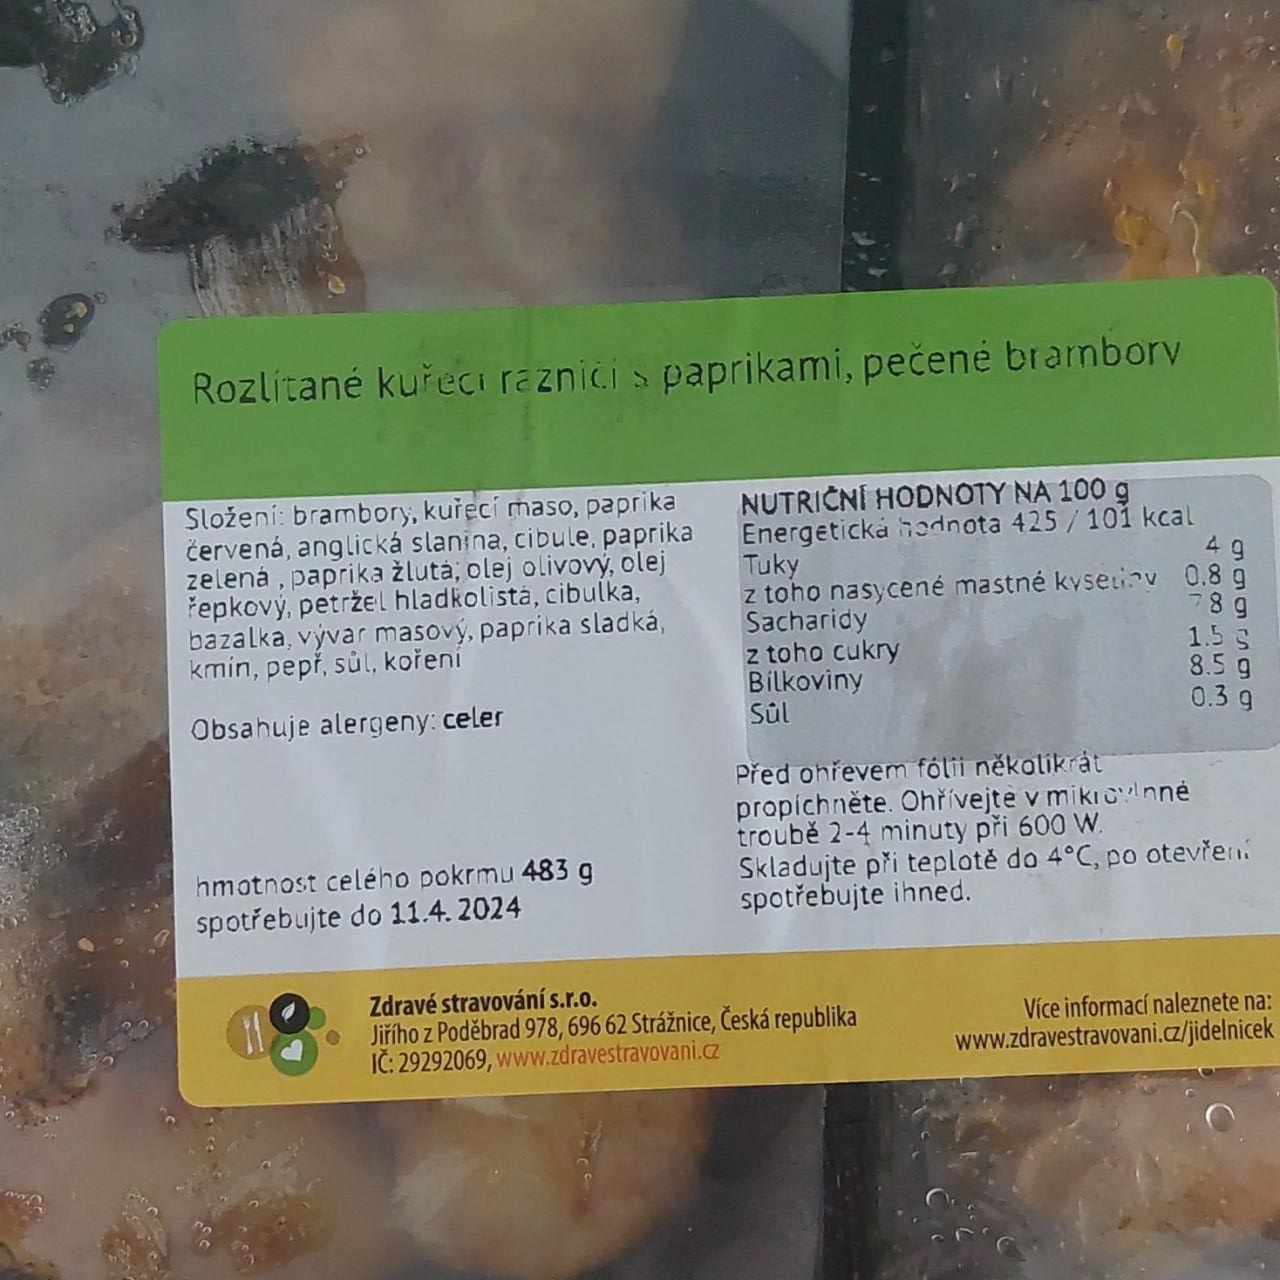 Rozlítané kuřecí ražniči s paprikami, pečené brambory
Složení: brambory, kuřecí maso, paprika
červená, anglická slanina, cibule, paprika
zelená , paprika žlutá, olej olivový, olej
řepkový, petržel hladkolistá, cibulka,
bazalka, vývar masový, paprika sladká,
kmín, pepř, sůl, koření
Obsahuje alergeny: celer
hmotnost celého pokrmu 483 g
spotřebujte do 11.4. 2024
NUTRIČNÍ HODNOTY NA 100 g
Energetická hodnota 425 / 101 kcal
Tuky 4 g
z toho nasycené mastné kyseliny 0.8 g
Sacharidy 8 g
z toho cukry 1.5 g
Bílkoviny 8.5 g
Sůl 0.3 g
Před ohřevem fólii několikrát
propíchněte. Ohřívejte v mikrovlnné
troubě 2-4 minuty při 600 W.
Skladujte při teplotě do 4°C, po otevření
spotřebujte ihned.
Zdravé stravování s.r.o.
Jiřího z Poděbrad 978, 696 62 Strážnice, Česká republika
IČ: 29292069, www.zdravestravovani.cz
Více informací naleznete na:
www.zdravestravovani.cz/jidelnicek